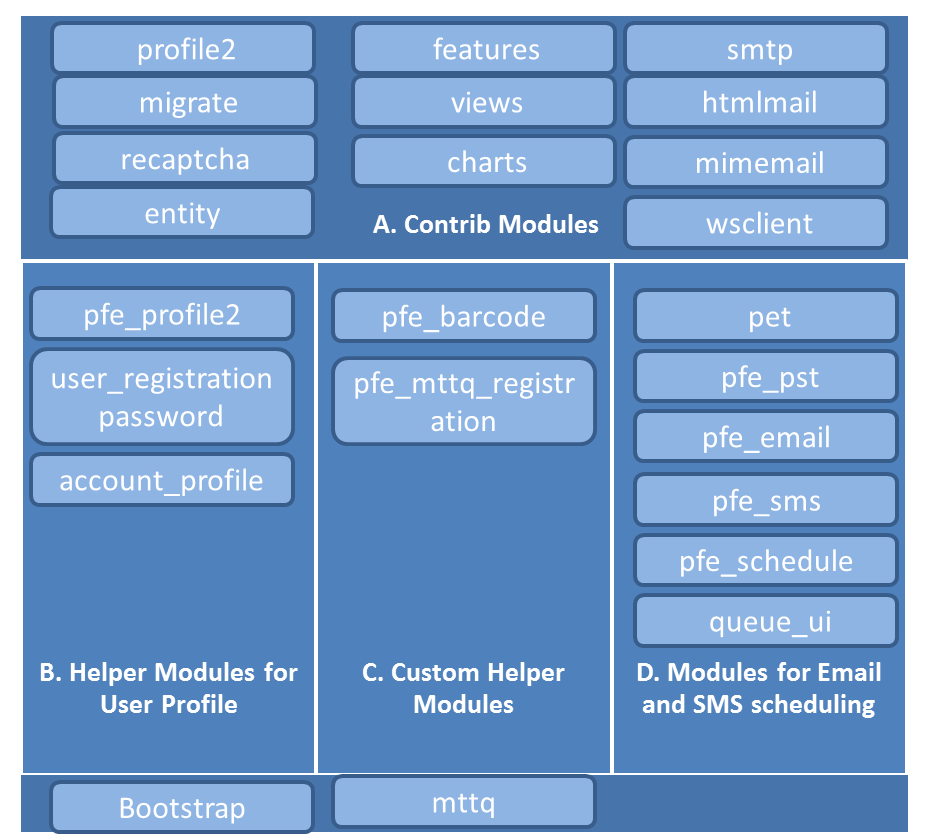 profile2
migrate
recaptcha
entity
features
views
charts
A. Contrib Modules
smtp
htmlmail
mimemail
wsclient
pfe_profile2
user_registration
password
account_profile
B. Helper Modules for
User Profile
pfe_barcode
pfe_mttq_registr
ation
C. Custom Helper
Modules
pet
pfe_pst
pfe_email
pfe_sms
pfe_schedule
queue_ui
D. Modules for Email
and SMS scheduling
Bootstrap
mttq